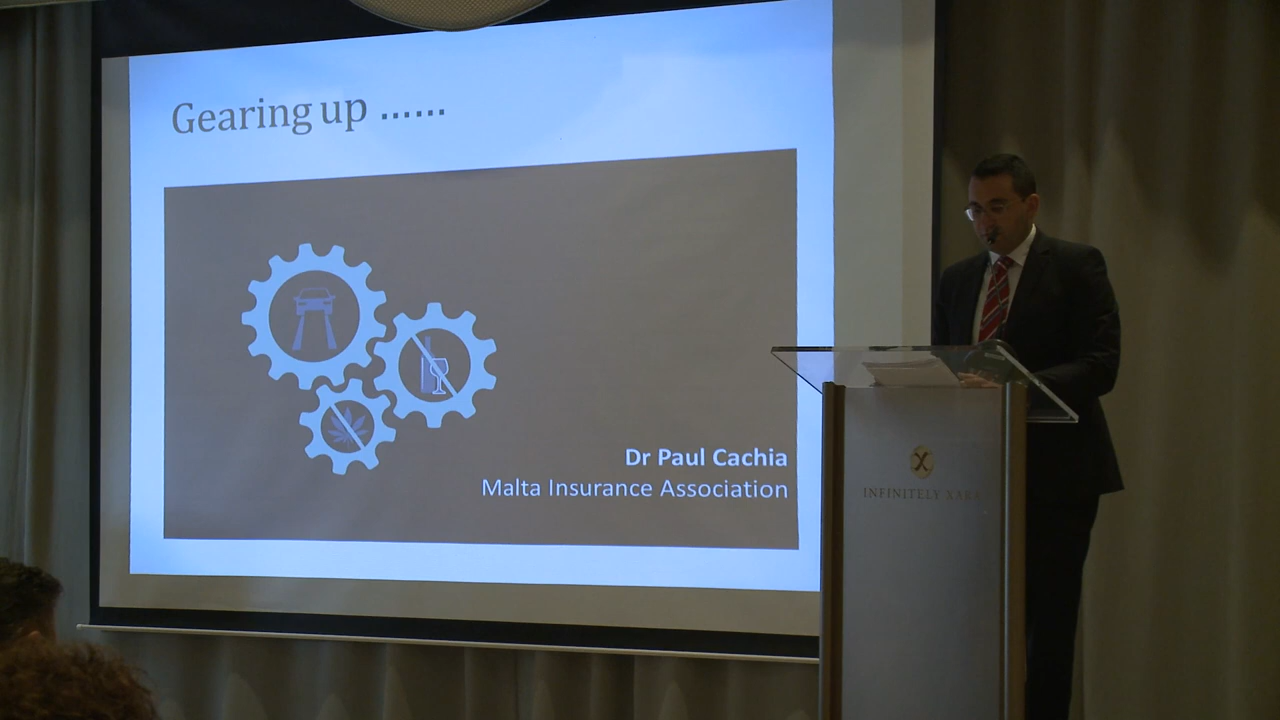 Gearing up ......
Dr Paul Cachia
Malta Insurance Association
INFINITELY XARA